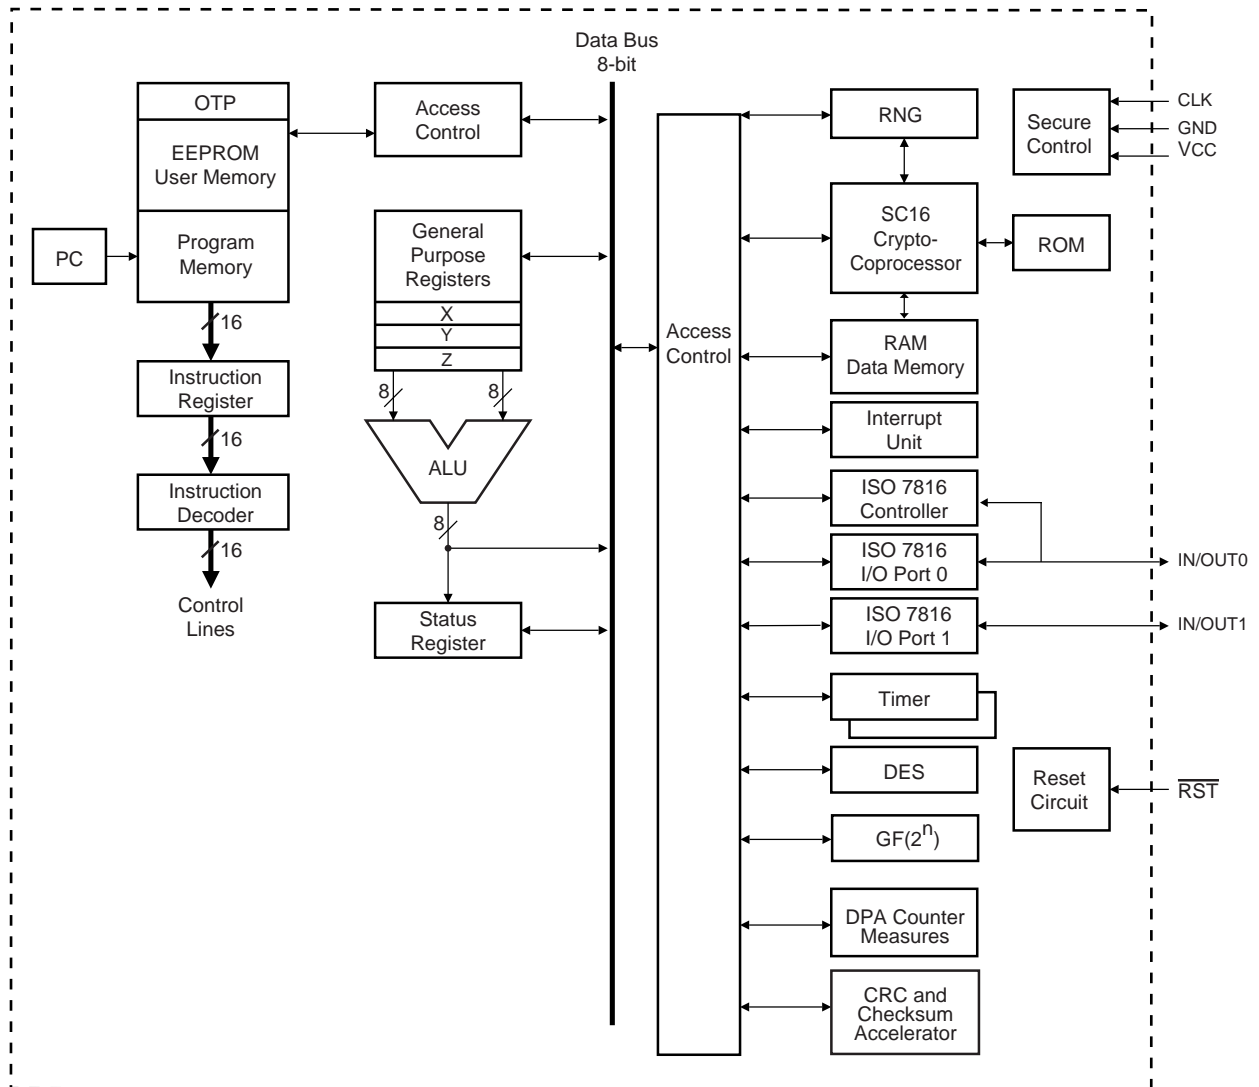 Data Bus
8-bit
OTP
EEPROM
User Memory
Program
Memory
PC
16
Instruction
Register
16
Instruction
Decoder
16
Control
Lines
Access
Control
General
Purpose
Registers
X
Y
Z
8
8
ALU
8
Status
Register
Access
Control
RNG
SC16
Crypto-
Coprocessor
ROM
RAM
Data Memory
Interrupt
Unit
ISO 7816
Controller
ISO 7816
I/O Port 0
ISO 7816
I/O Port 1
Timer
DES
GF(2^n)
DPA Counter
Measures
CRC and
Checksum
Accelerator
Secure
Control
CLK
GND
VCC
IN/OUT0
IN/OUT1
Reset
Circuit
RST